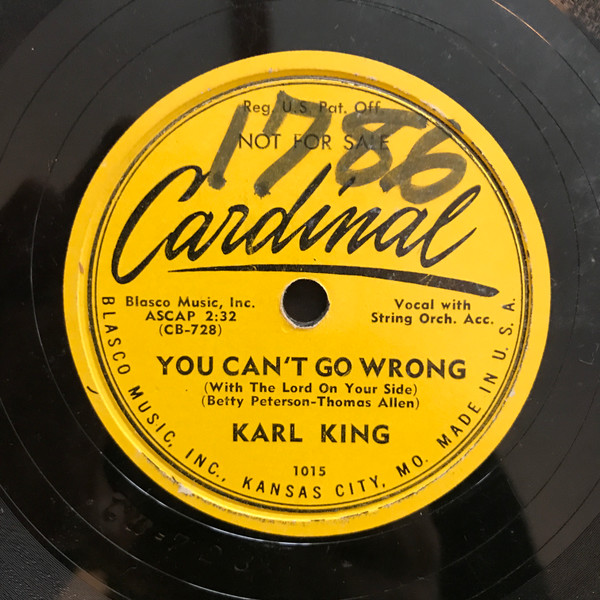 Reg. U.S. Pat. Off.
NOT FOR SALE
1786
Cardinal
Blasco Music, Inc.
ASCAP 2:32
(CB-728)
Vocal with
String Orch. Acc.
YOU CAN'T GO WRONG
(With The Lord On Your Side)
(Betty Peterson-Thomas Allen)
KARL KING
1015
BLASCO MUSIC, INC., KANSAS CITY, MO. MADE IN U.S.A.